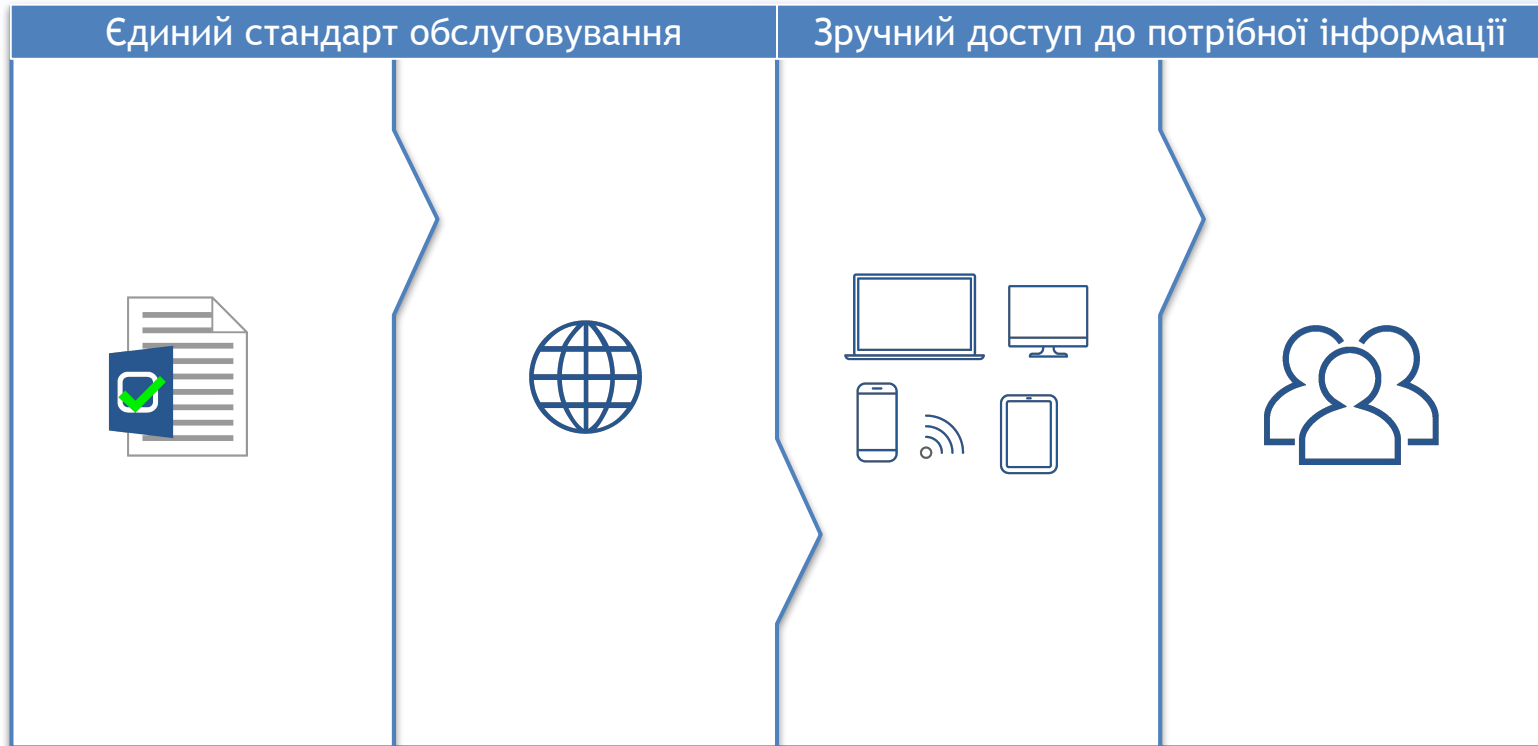 Єдиний стандарт обслуговування
Зручний доступ до потрібної інформації